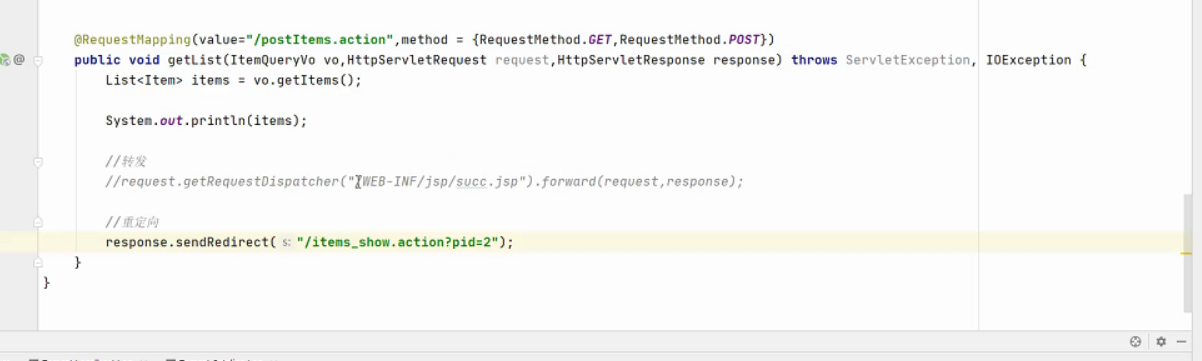 @RequestMapping(value="/postItems.action",method = {RequestMethod.GET,RequestMethod.POST})
public void getList(ItemQueryVo vo,HttpServletRequest request,HttpServletResponse response) throws ServletException, IOException {
List<Item> items = vo.getItems();
System.out.println(items);
//转发
//request.getRequestDispatcher("/WEB-INF/jsp/succ.jsp").forward(request,response);
//重定向
response.sendRedirect( s: "/items_show.action?pid=2");
}
}